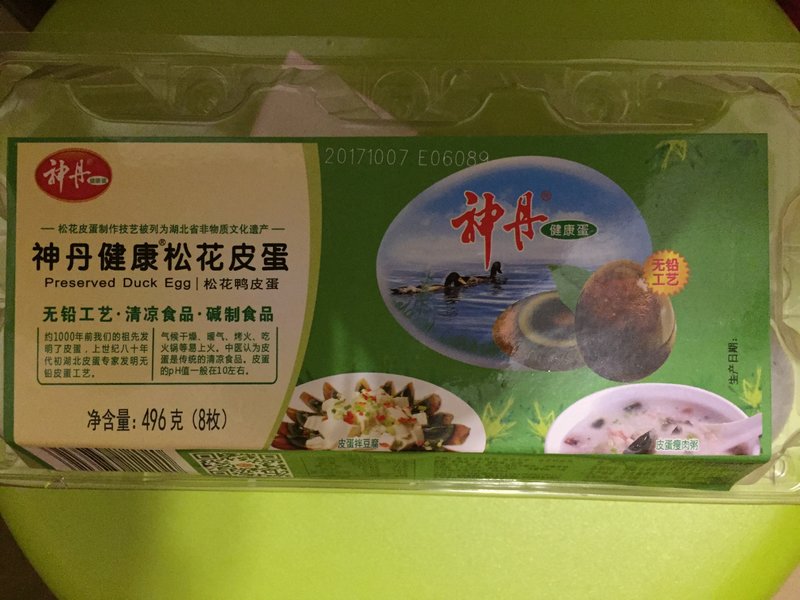 神丹®
健康蛋
20171007 E06089
松花皮蛋制作技艺被列为湖北省非物质文化遗产
神丹健康®松花皮蛋
Preserved Duck Egg | 松花鸭皮蛋
无铅工艺·清凉食品·碱制食品
约1000年前我们的祖先发
明了皮蛋，上世纪八十年
代初湖北皮蛋专家发明无
铅皮蛋工艺。
气候干燥、暖气、烤火、吃
火锅等易上火。中医认为皮
蛋是传统的清凉食品。皮蛋
的pH值一般在10左右。
净含量：496克（8枚）
神丹®
健康蛋
无铅
工艺
生产日期：
皮蛋拌豆腐
皮蛋瘦肉粥